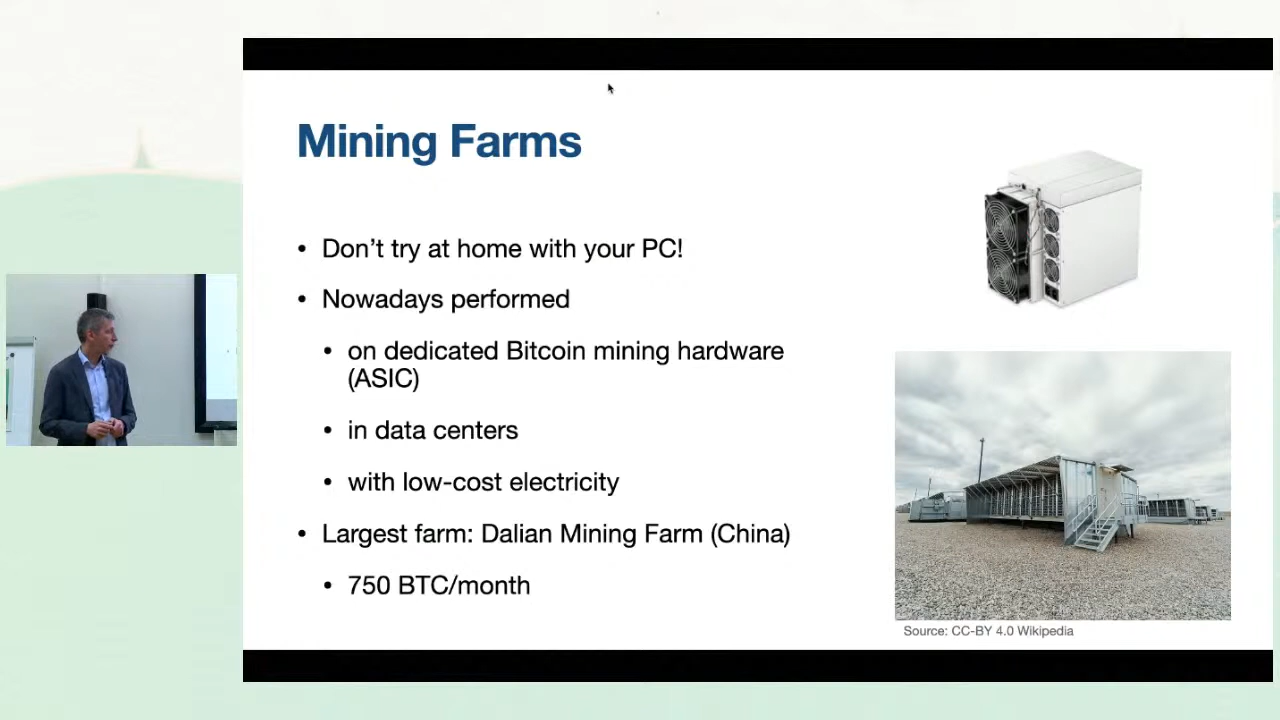 Mining Farms
• Don’t try at home with your PC!
• Nowadays performed
• on dedicated Bitcoin mining hardware
(ASIC)
• in data centers
• with low-cost electricity
• Largest farm: Dalian Mining Farm (China)
• 750 BTC/month
Source: CC-BY 4.0 Wikipedia